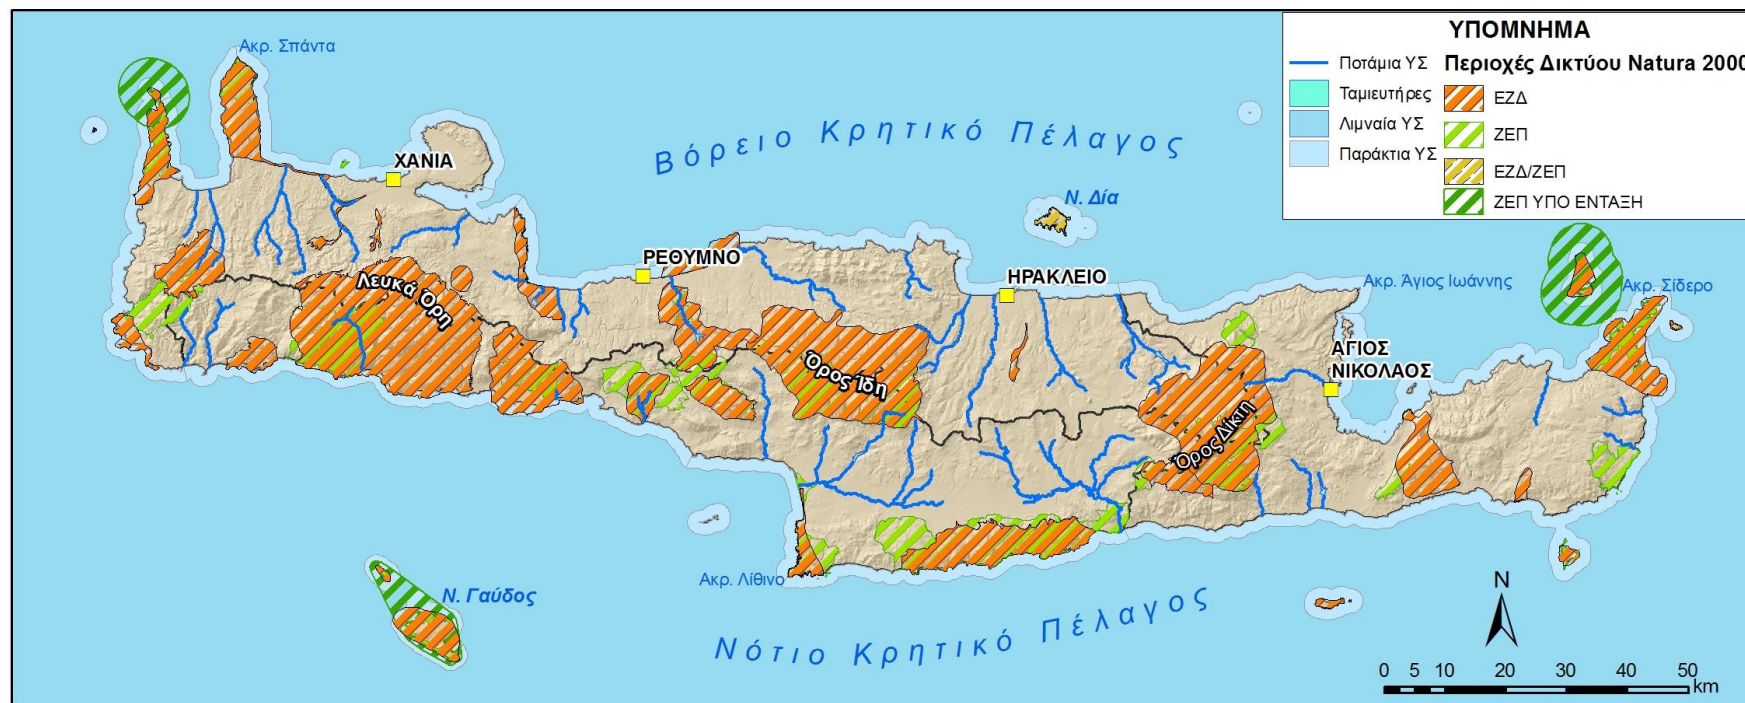 ΥΠΟΜΝΗΜΑ
Ποτάμια ΥΣ
Ταμιευτήρες
Λιμναία ΥΣ
Παράκτια ΥΣ
Περιοχές Δικτύου Natura 2000
ΕΖΔ
ΖΕΠ
ΕΖΔ/ΖΕΠ
ΖΕΠ ΥΠΟ ΕΝΤΑΞΗ
Ακρ. Σπάντα
Βόρειο Κρητικό Πέλαγος
ΧΑΝΙΑ
Ν. Δία
ΡΕΘΥΜΝΟ
ΗΡΑΚΛΕΙΟ
Ακρ. Άγιος Ιωάννης
Ακρ. Σίδερο
Λευκά Όρη
ΑΓΙΟΣ
ΝΙΚΟΛΑΟΣ
Όρος Ίδη
Όρος Δίκτη
Ακρ. Λίθινο
Ν. Γαύδος
Νότιο Κρητικό Πέλαγος
N
0 5 10 20 30 40 50
km